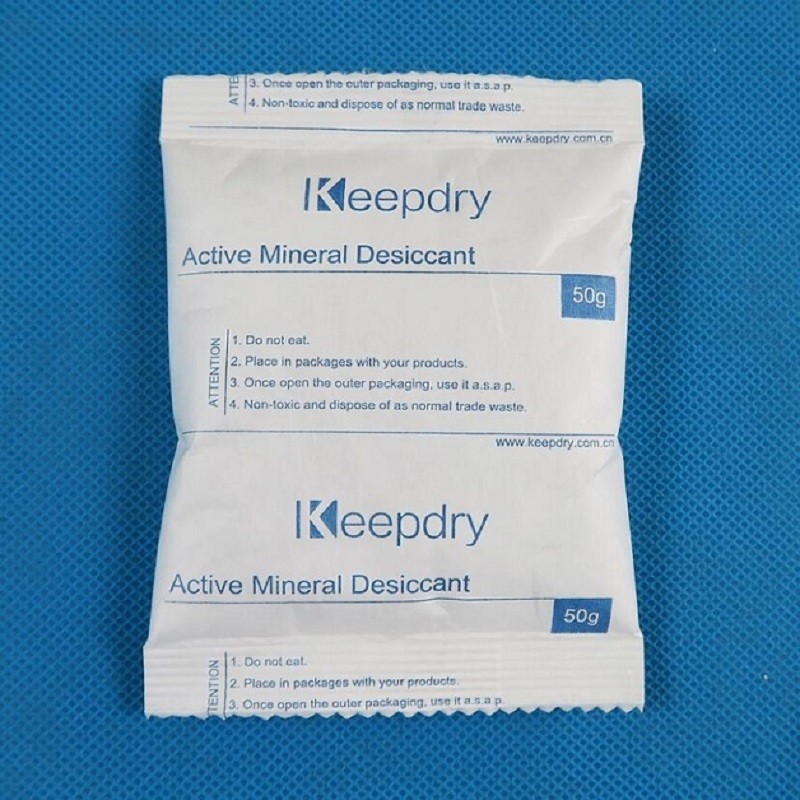 ATTE
3. Once open the outer packaging, use it a.s.a.p.
4. Non-toxic and dispose of as normal trade waste.
www.keepdry.com.cn
Keepdry
Active Mineral Desiccant
50g
ATTENTION
1. Do not eat.
2. Place in packages with your products.
3. Once open the outer packaging, use it a.s.a.p.
4. Non-toxic and dispose of as normal trade waste.
www.keepdry.com.cn
Keepdry
Active Mineral Desiccant
50g
TENTION
1. Do not eat.
2. Place in packages with your products.
3. Once open the outer packaging, use it a.s.a.p.